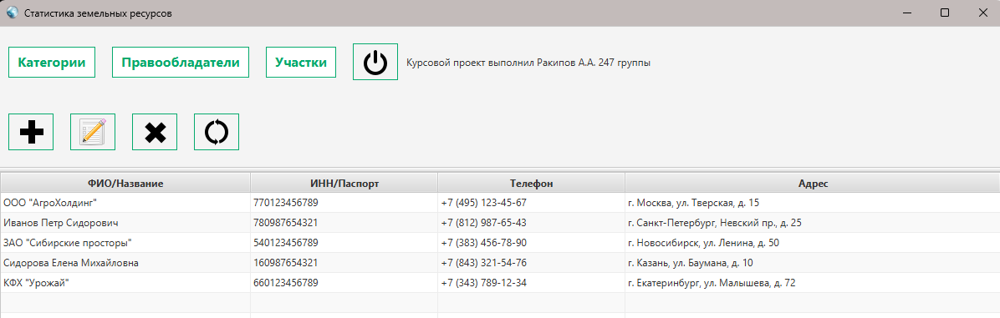 Статистика земельных ресурсов
Категории Правообладатели Участки Курсовой проект выполнил Ракипов А.А. 247 группы
ФИО/Название ИНН/Паспорт Телефон Адрес
ООО "АгроХолдинг" 770123456789 +7 (495) 123-45-67 г. Москва, ул. Тверская, д. 15
Иванов Петр Сидорович 780987654321 +7 (812) 987-65-43 г. Санкт-Петербург, Невский пр., д. 25
ЗАО "Сибирские просторы" 540123456789 +7 (383) 456-78-90 г. Новосибирск, ул. Ленина, д. 50
Сидорова Елена Михайловна 160987654321 +7 (843) 321-54-76 г. Казань, ул. Баумана, д. 10
КФХ "Урожай" 660123456789 +7 (343) 789-12-34 г. Екатеринбург, ул. Малышева, д. 72